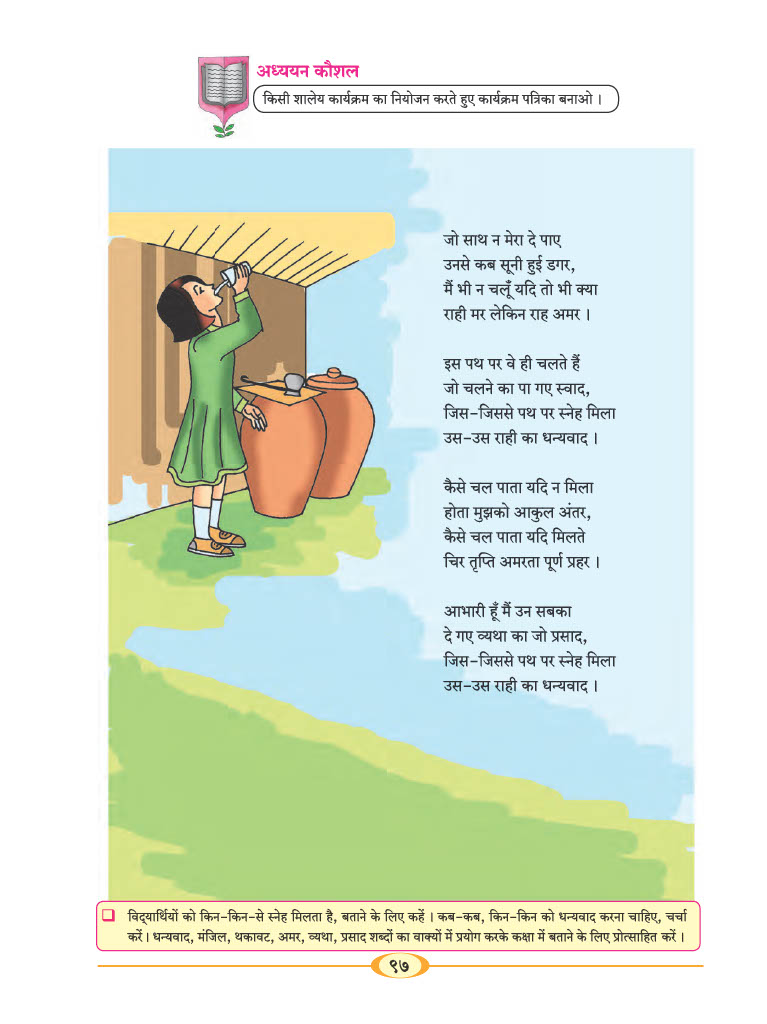 अध्ययन कौशल
किसी शालेय कार्यक्रम का नियोजन करते हुए कार्यक्रम पत्रिका बनाओ ।
जो साथ न मेरा दे पाए
उनसे कब सूनी हुई डगर,
मैं भी न चलूँ यदि तो भी क्या
राही मर लेकिन राह अमर ।
इस पथ पर वे ही चलते हैं
जो चलने का पा गए स्वाद,
जिस-जिससे पथ पर स्नेह मिला
उस-उस राही का धन्यवाद ।
कैसे चल पाता यदि न मिला
होता मुझको आकुल अंतर,
कैसे चल पाता यदि मिलते
चिर तृप्ति अमरता पूर्ण प्रहर ।
आभारी हूँ मैं उन सबका
दे गए व्यथा का जो प्रसाद,
जिस-जिससे पथ पर स्नेह मिला
उस-उस राही का धन्यवाद ।
❑ विद्यार्थियों को किन-किन-से स्नेह मिलता है, बताने के लिए कहें । कब-कब, किन-किन को धन्यवाद करना चाहिए, चर्चा
करें । धन्यवाद, मंजिल, थकावट, अमर, व्यथा, प्रसाद शब्दों का वाक्यों में प्रयोग करके कक्षा में बताने के लिए प्रोत्साहित करें ।
९७